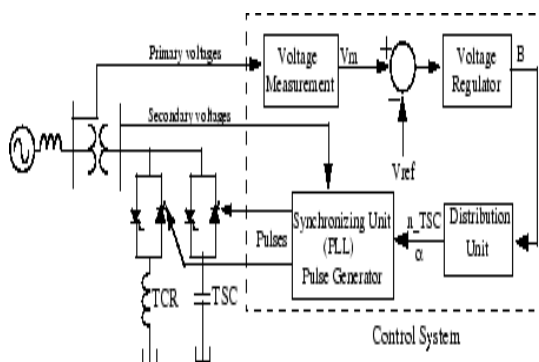 Primary voltages
Voltage
Measurement
Vm
+
−
Voltage
Regulator
B
Secondary voltages
Vref
Synchronizing Unit
(PLL)
Pulse Generator
n_TSC
α
Distribution
Unit
Pulses
TCR
TSC
Control System